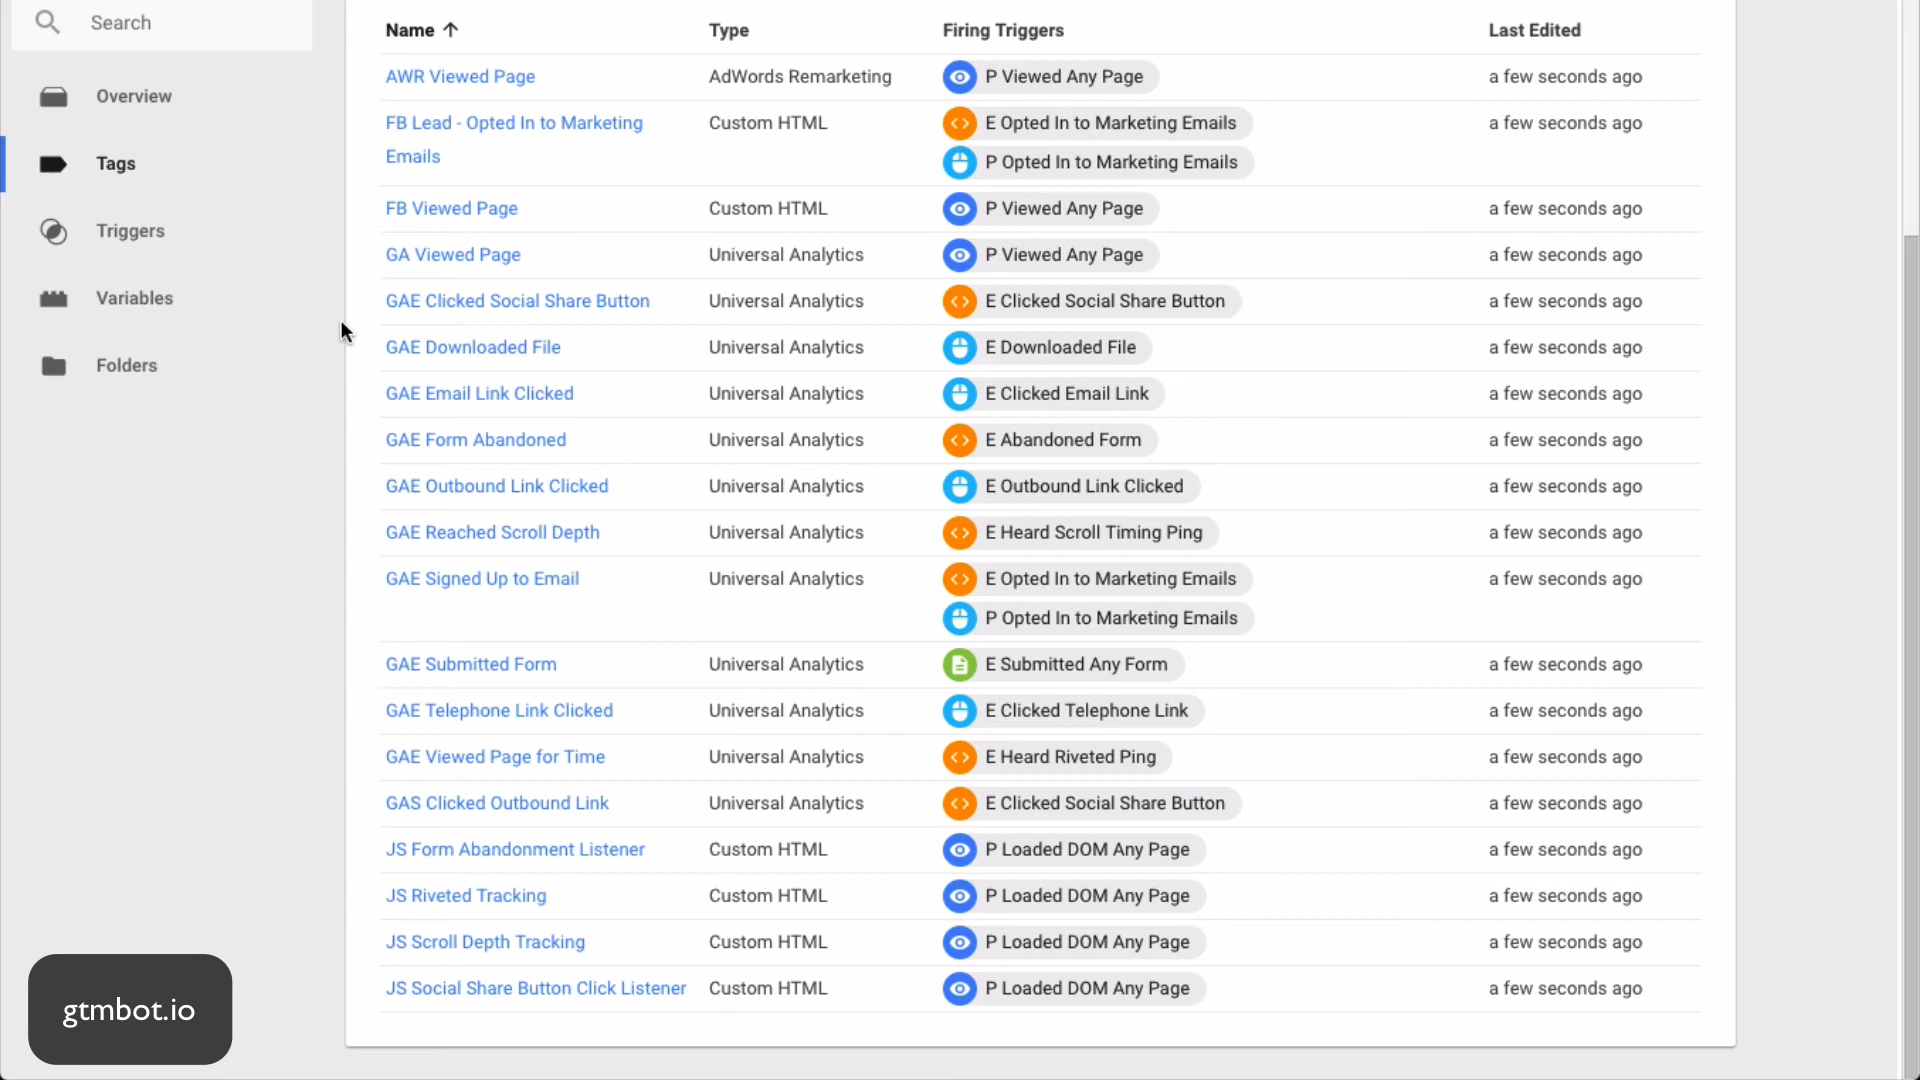 Search
Overview
Tags
Triggers
Variables
Folders
Name Type Firing Triggers Last Edited
AWR Viewed Page AdWords Remarketing P Viewed Any Page a few seconds ago
FB Lead - Opted In to Marketing Custom HTML E Opted In to Marketing Emails a few seconds ago
Emails P Opted In to Marketing Emails
FB Viewed Page Custom HTML P Viewed Any Page a few seconds ago
GA Viewed Page Universal Analytics P Viewed Any Page a few seconds ago
GAE Clicked Social Share Button Universal Analytics E Clicked Social Share Button a few seconds ago
GAE Downloaded File Universal Analytics E Downloaded File a few seconds ago
GAE Email Link Clicked Universal Analytics E Clicked Email Link a few seconds ago
GAE Form Abandoned Universal Analytics E Abandoned Form a few seconds ago
GAE Outbound Link Clicked Universal Analytics E Outbound Link Clicked a few seconds ago
GAE Reached Scroll Depth Universal Analytics E Heard Scroll Timing Ping a few seconds ago
GAE Signed Up to Email Universal Analytics E Opted In to Marketing Emails a few seconds ago
P Opted In to Marketing Emails
GAE Submitted Form Universal Analytics E Submitted Any Form a few seconds ago
GAE Telephone Link Clicked Universal Analytics E Clicked Telephone Link a few seconds ago
GAE Viewed Page for Time Universal Analytics E Heard Riveted Ping a few seconds ago
GAS Clicked Outbound Link Universal Analytics E Clicked Social Share Button a few seconds ago
JS Form Abandonment Listener Custom HTML P Loaded DOM Any Page a few seconds ago
JS Riveted Tracking Custom HTML P Loaded DOM Any Page a few seconds ago
JS Scroll Depth Tracking Custom HTML P Loaded DOM Any Page a few seconds ago
JS Social Share Button Click Listener Custom HTML P Loaded DOM Any Page a few seconds ago
gtmbot.io